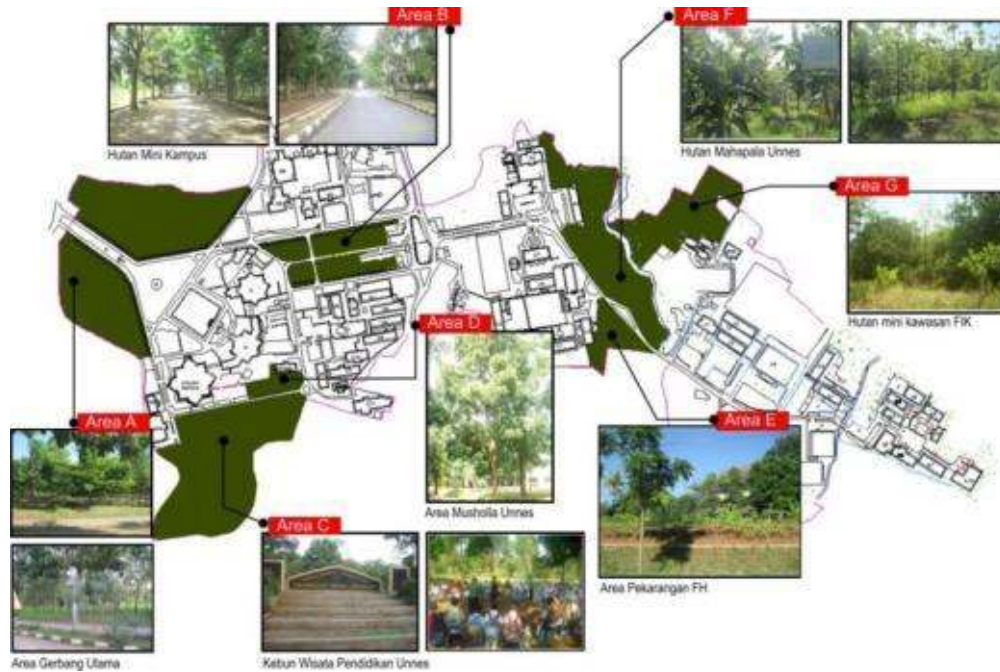 Area B
Area F
Hutan Mini Kampus
Hutan Mahapala Unnes
Area G
Hutan mini kawasan FIK
Area D
Area A
Area E
Area Musholla Unnes
Area C
Area Pekarangan FH
Area Gerbang Utama
Kebun Wisata Pendidikan Unnes